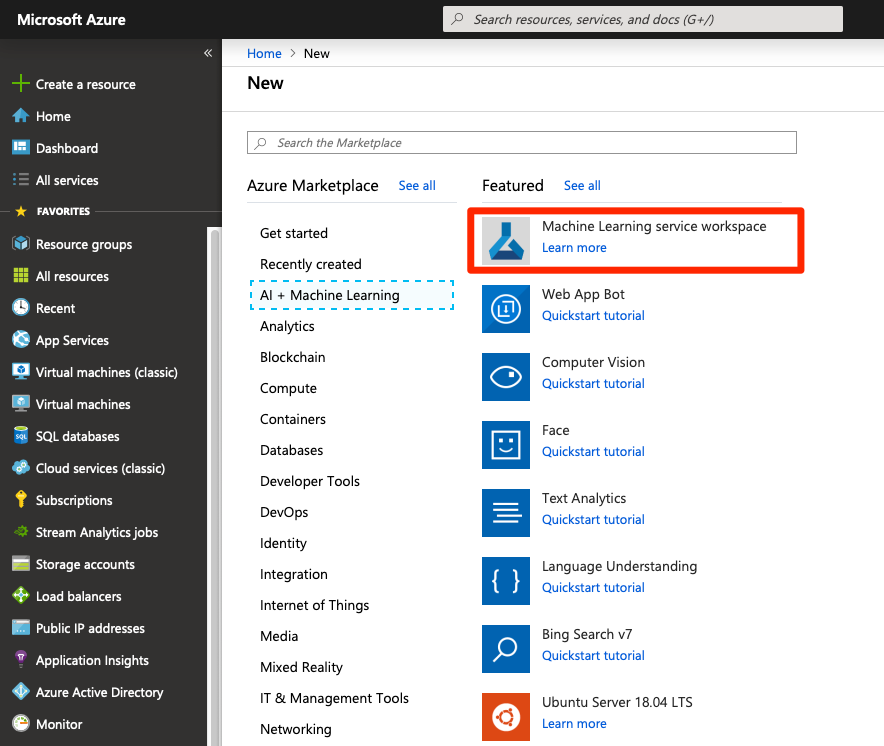 Microsoft Azure
Search resources, services, and docs (G+/)
«
Create a resource
Home
Dashboard
All services
FAVORITES
Resource groups
All resources
Recent
App Services
Virtual machines (classic)
Virtual machines
SQL databases
Cloud services (classic)
Subscriptions
Stream Analytics jobs
Storage accounts
Load balancers
Public IP addresses
Application Insights
Azure Active Directory
Monitor
Home > New
New
Search the Marketplace
Azure Marketplace See all
Get started
Recently created
AI + Machine Learning
Analytics
Blockchain
Compute
Containers
Databases
Developer Tools
DevOps
Identity
Integration
Internet of Things
Media
Mixed Reality
IT & Management Tools
Networking
Featured See all
Machine Learning service workspace
Learn more
Web App Bot
Quickstart tutorial
Computer Vision
Quickstart tutorial
Face
Quickstart tutorial
Text Analytics
Quickstart tutorial
Language Understanding
Quickstart tutorial
Bing Search v7
Quickstart tutorial
Ubuntu Server 18.04 LTS
Learn more